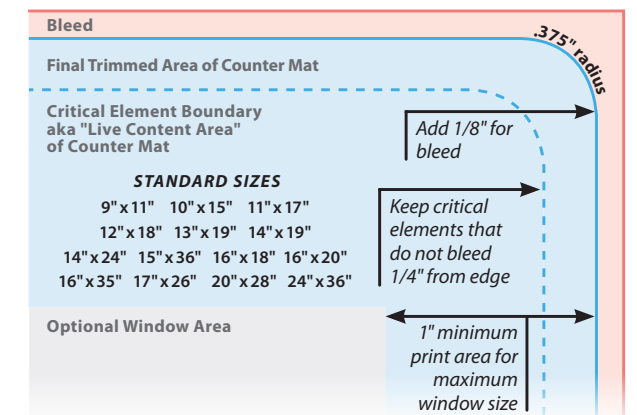 Bleed
.375" radius
Final Trimmed Area of Counter Mat
Critical Element Boundary
aka "Live Content Area"
of Counter Mat
Add 1/8" for
bleed
STANDARD SIZES
9"x11" 10"x15" 11"x17"
12"x18" 13"x19" 14"x19"
14"x24" 15"x36" 16"x18" 16"x20"
16"x35" 17"x26" 20"x28" 24"x36"
Keep critical
elements that
do not bleed
1/4" from edge
Optional Window Area
1" minimum
print area for
maximum
window size